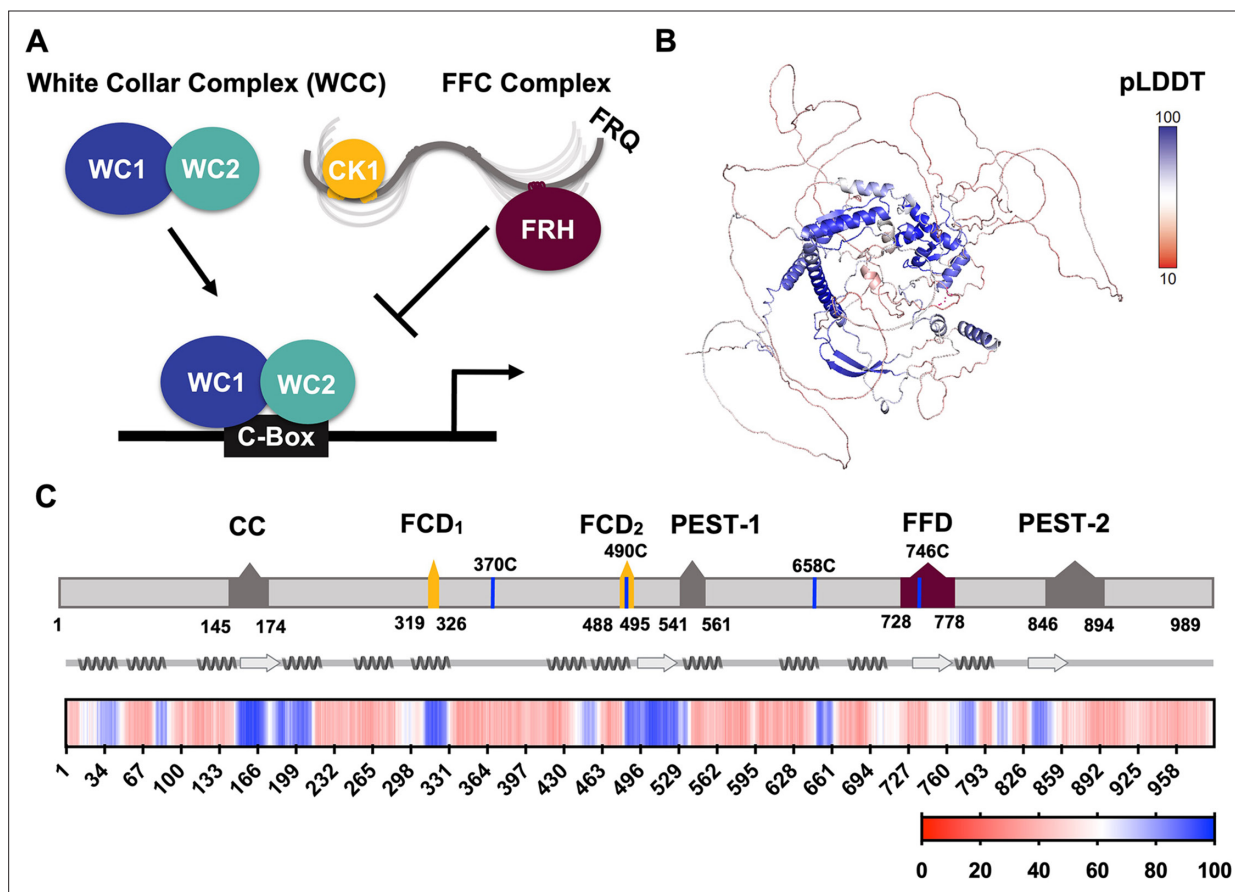 A
White Collar Complex (WCC)
FFC Complex
FRQ
WC1
WC2
CK1
FRH
WC1
WC2
C-Box
B
pLDDT
100
10
C
CC
FCD₁
FCD₂
PEST-1
FFD
PEST-2
370C
490C
658C
746C
1
145
174
319
326
488
495
541
561
728
778
846
894
989
1
34
67
100
133
166
199
232
265
298
331
364
397
430
463
496
529
562
595
628
661
694
727
760
793
826
859
892
925
958
0
20
40
60
80
100